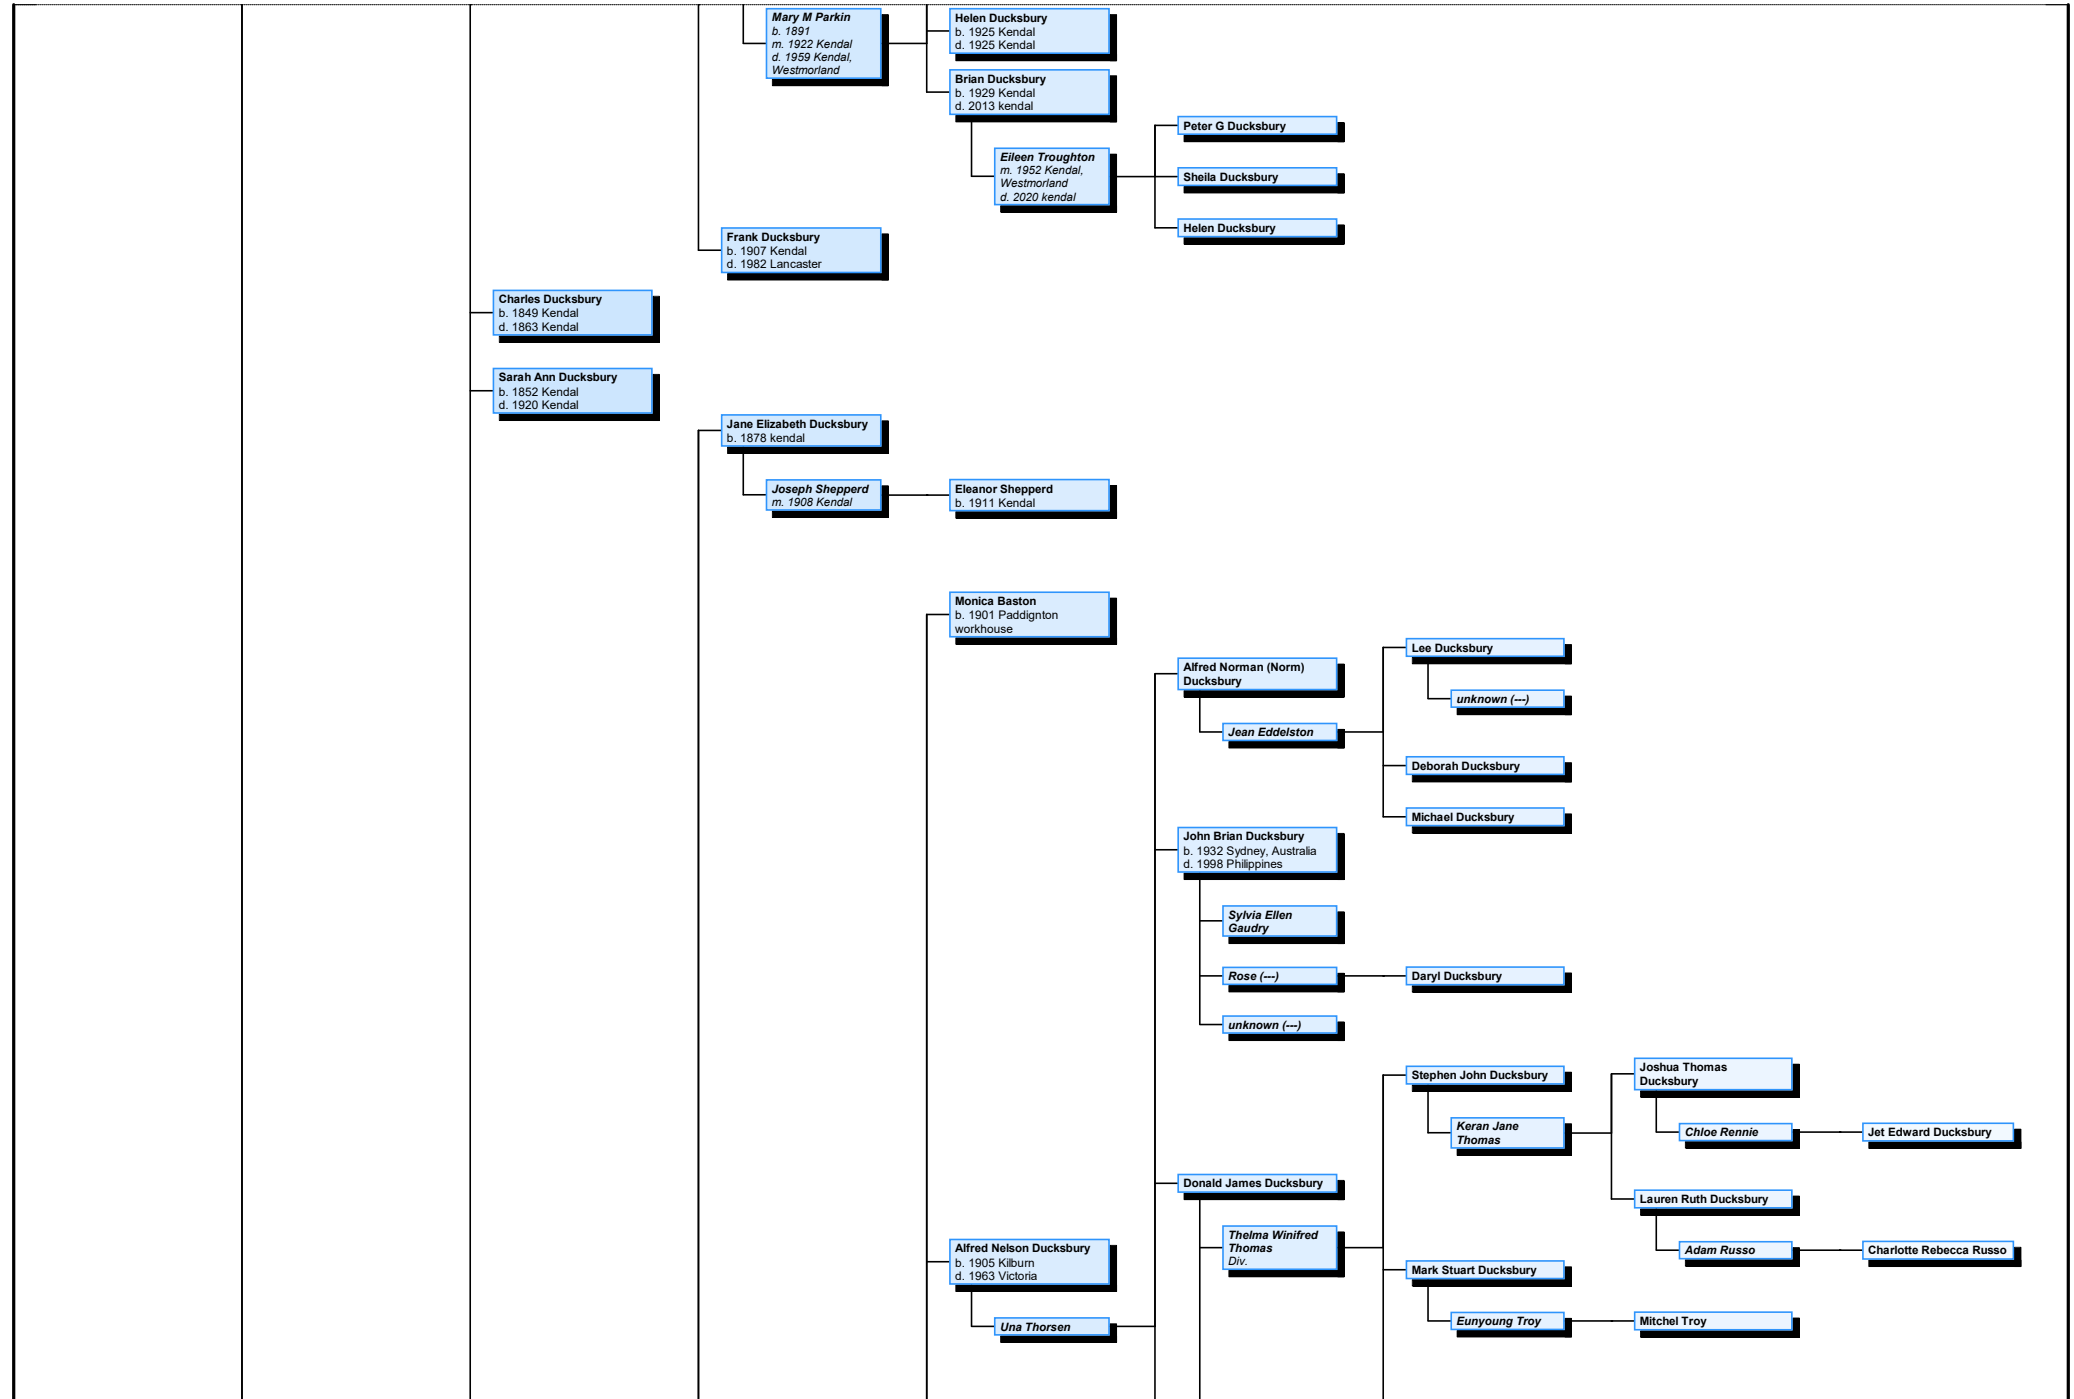 Mary M Parkin
b. 1891
m. 1922 Kendal
d. 1959 Kendal,
Westmorland
Helen Ducksbury
b. 1925 Kendal
d. 1925 Kendal
Brian Ducksbury
b. 1929 Kendal
d. 2013 kendal
Eileen Troughton
m. 1952 Kendal,
Westmorland
d. 2020 kendal
Peter G Ducksbury
Sheila Ducksbury
Helen Ducksbury
Frank Ducksbury
b. 1907 Kendal
d. 1982 Lancaster
Charles Ducksbury
b. 1849 Kendal
d. 1863 Kendal
Sarah Ann Ducksbury
b. 1852 Kendal
d. 1920 Kendal
Jane Elizabeth Ducksbury
b. 1878 kendal
Joseph Shepperd
m. 1908 Kendal
Eleanor Shepperd
b. 1911 Kendal
Monica Baston
b. 1901 Paddignton
workhouse
Alfred Norman (Norm)
Ducksbury
Jean Eddelston
Lee Ducksbury
unknown (---)
Deborah Ducksbury
Michael Ducksbury
John Brian Ducksbury
b. 1932 Sydney, Australia
d. 1998 Philippines
Sylvia Ellen
Gaudry
Rose (---)
Daryl Ducksbury
unknown (---)
Stephen John Ducksbury
Keran Jane
Thomas
Joshua Thomas
Ducksbury
Chloe Rennie
Jet Edward Ducksbury
Donald James Ducksbury
Lauren Ruth Ducksbury
Thelma Winifred
Thomas
Div.
Adam Russo
Charlotte Rebecca Russo
Alfred Nelson Ducksbury
b. 1905 Kilburn
d. 1963 Victoria
Mark Stuart Ducksbury
Una Thorsen
Eunyoung Troy
Mitchel Troy